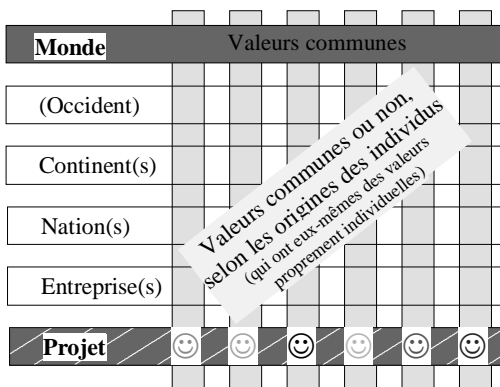 Monde
Valeurs communes
(Occident)
Continent(s)
Nation(s)
Entreprise(s)
Valeurs communes ou non,
selon les origines des individus
(qui ont eux-mêmes des valeurs
proprement individuelles)
Projet